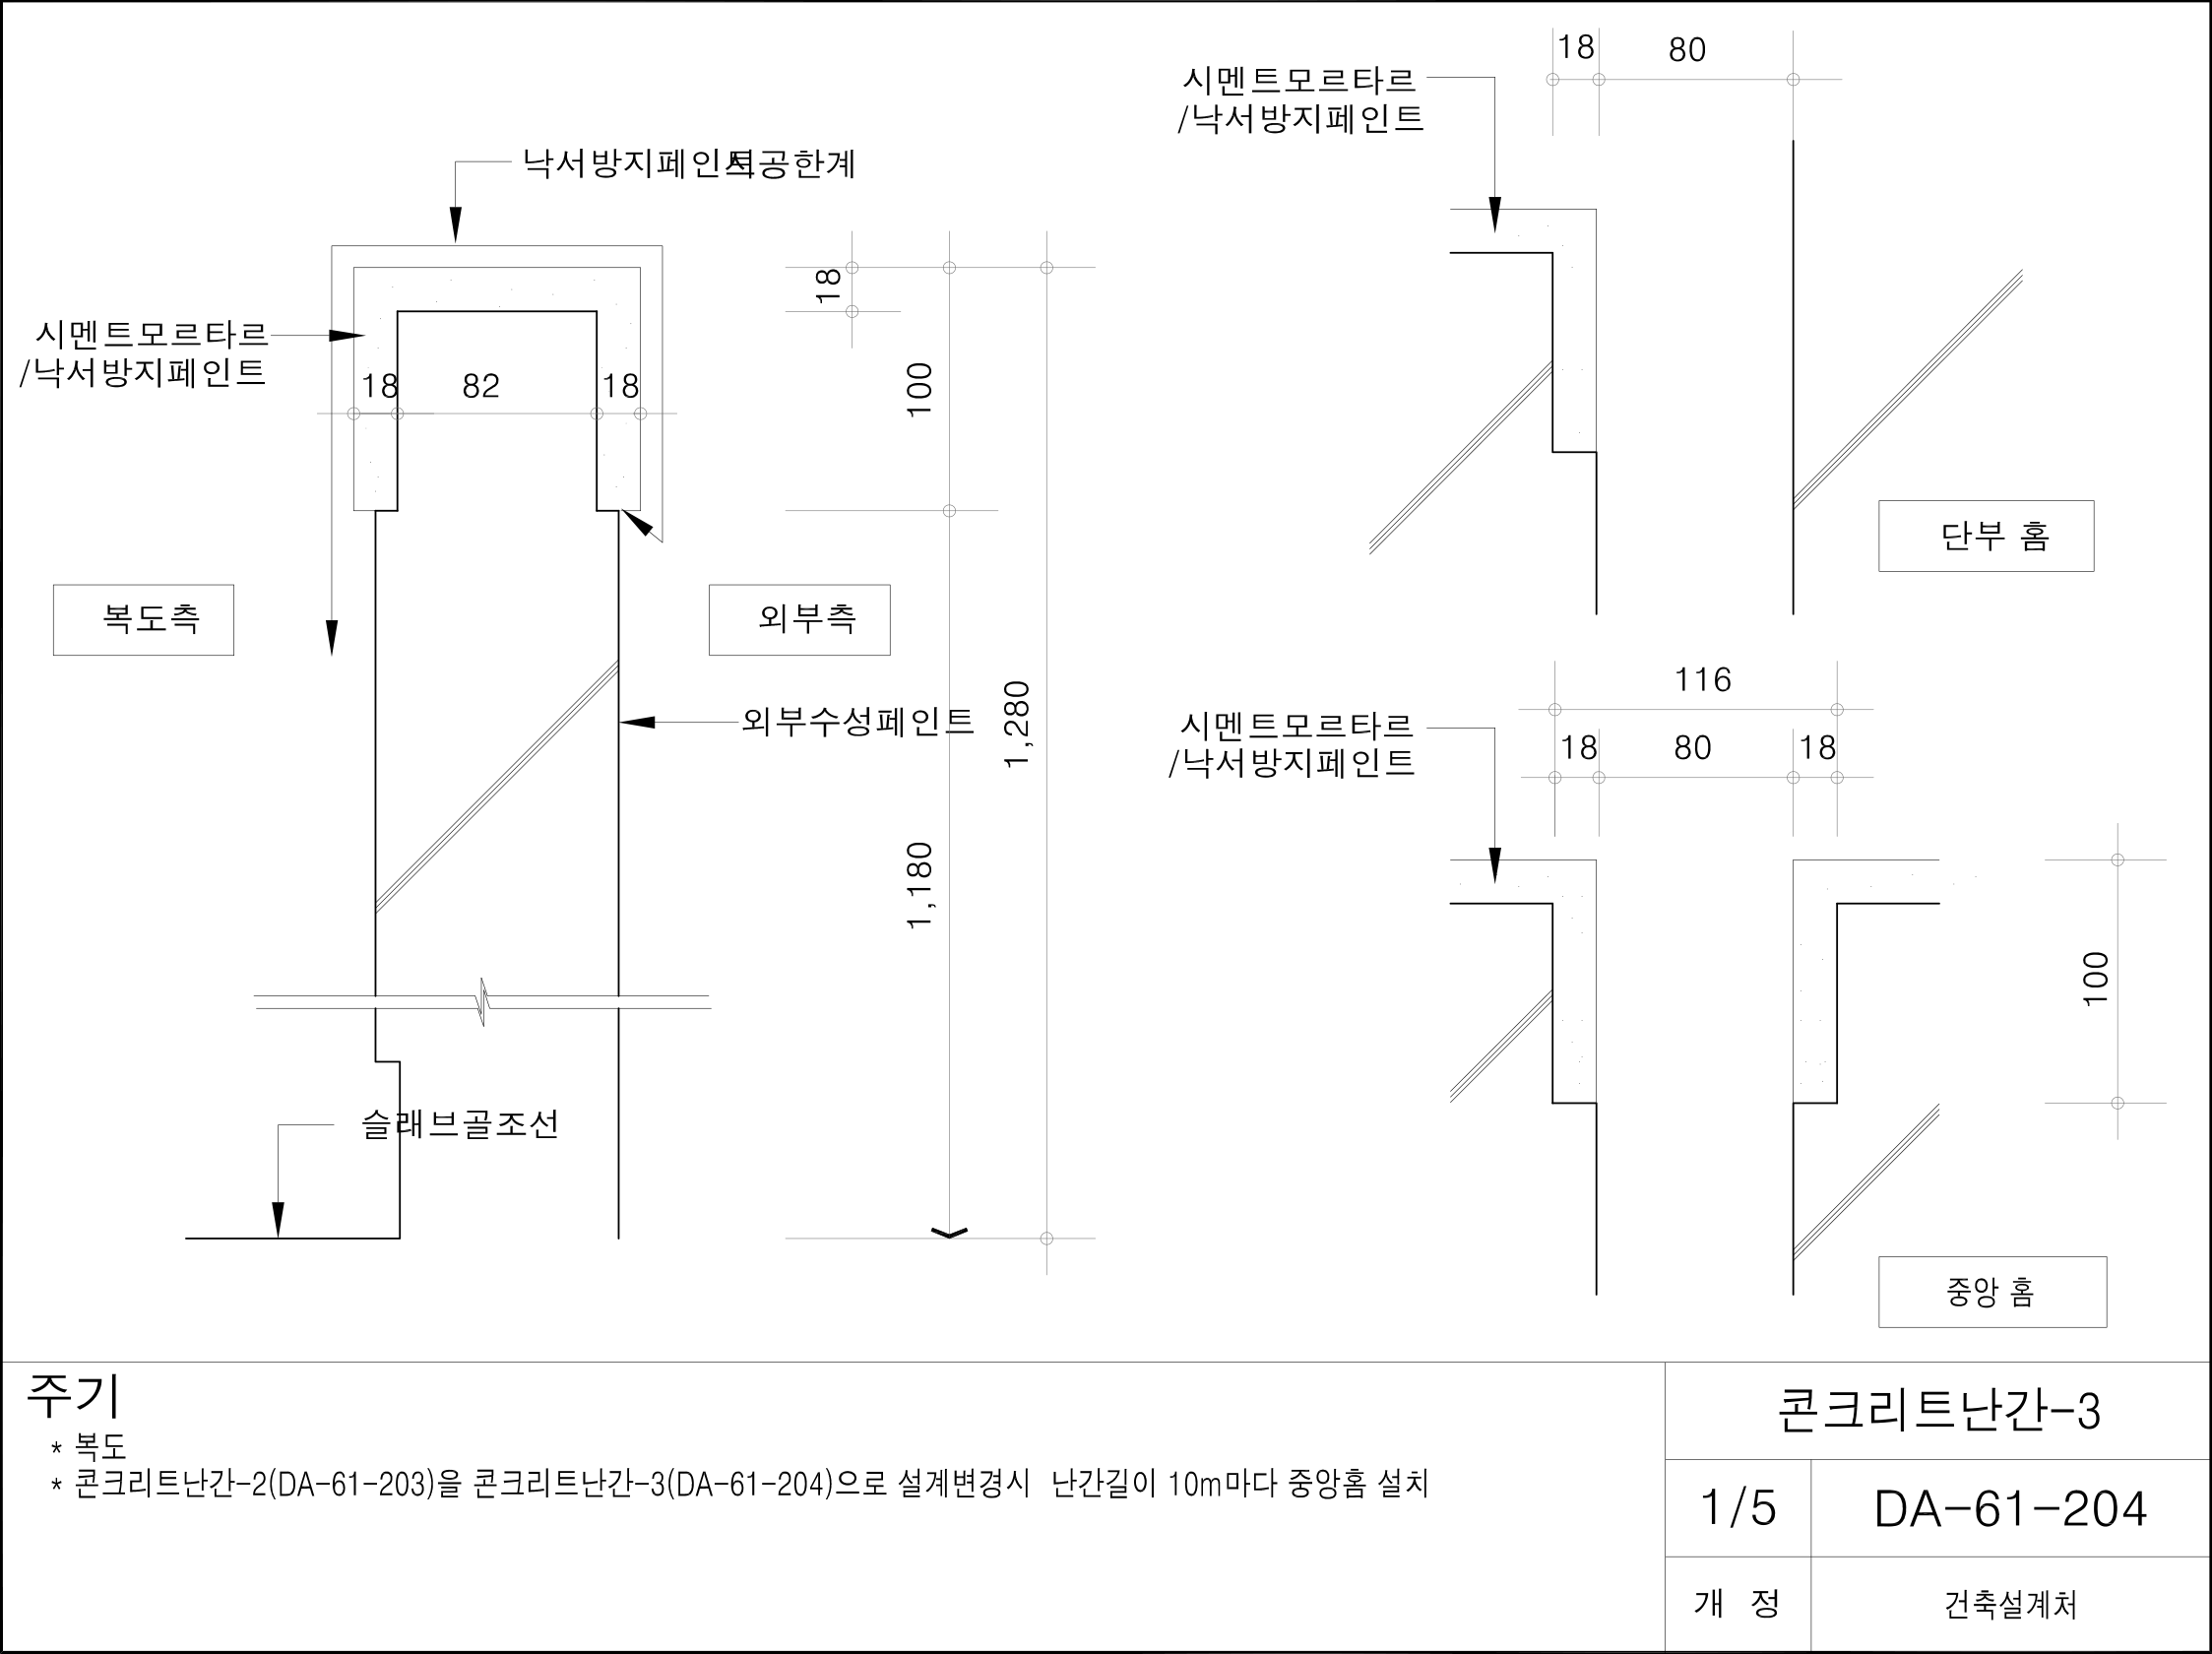 낙서방지페인트시공한계
시멘트모르타르
/낙서방지페인트
18
82
18
18
100
1,280
1,180
복도측
외부측
외부수성페인트
슬래브골조선
18
80
시멘트모르타르
/낙서방지페인트
단부 홈
116
18
80
18
시멘트모르타르
/낙서방지페인트
100
중앙 홈
주기
* 복도
* 콘크리트난간-2(DA-61-203)을 콘크리트난간-3(DA-61-204)으로 설계변경시 난간길이 10m마다 중앙홈 설치
콘크리트난간-3
1/5
DA-61-204
개 정
건축설계처